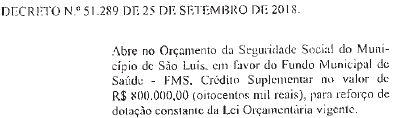 DECRETO N.º 51.289 DE 25 DE SETEMBRO DE 2018.
Abre no Orçamento da Seguridade Social do Muni-
cípio de São Luís, em favor do Fundo Municipal de
Saúde - FMS, Crédito Suplementar no valor de
R$ 800.000,00 (oitocentos mil reais), para reforço de
dotação constante da Lei Orçamentária vigente.